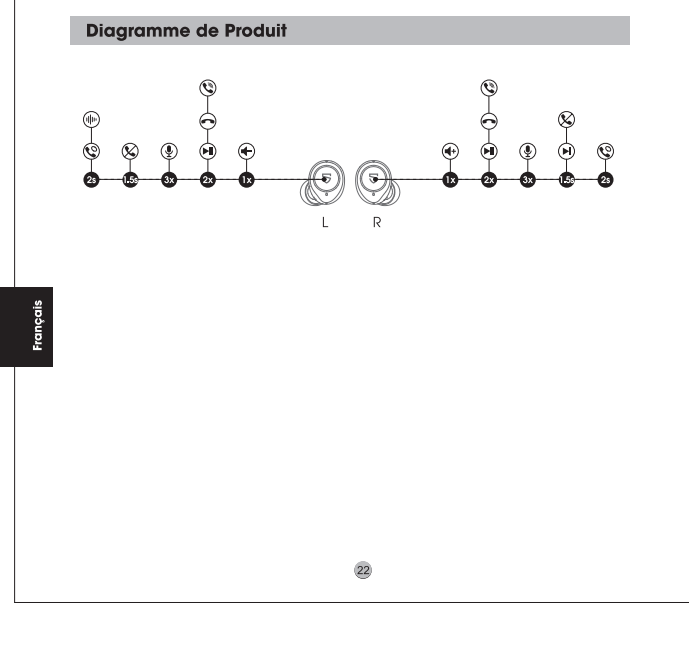 Diagramme de Produit
2s 1.5s 3x 2x 1x 1x 2x 3x 1.5s 2s
L R
Français
22